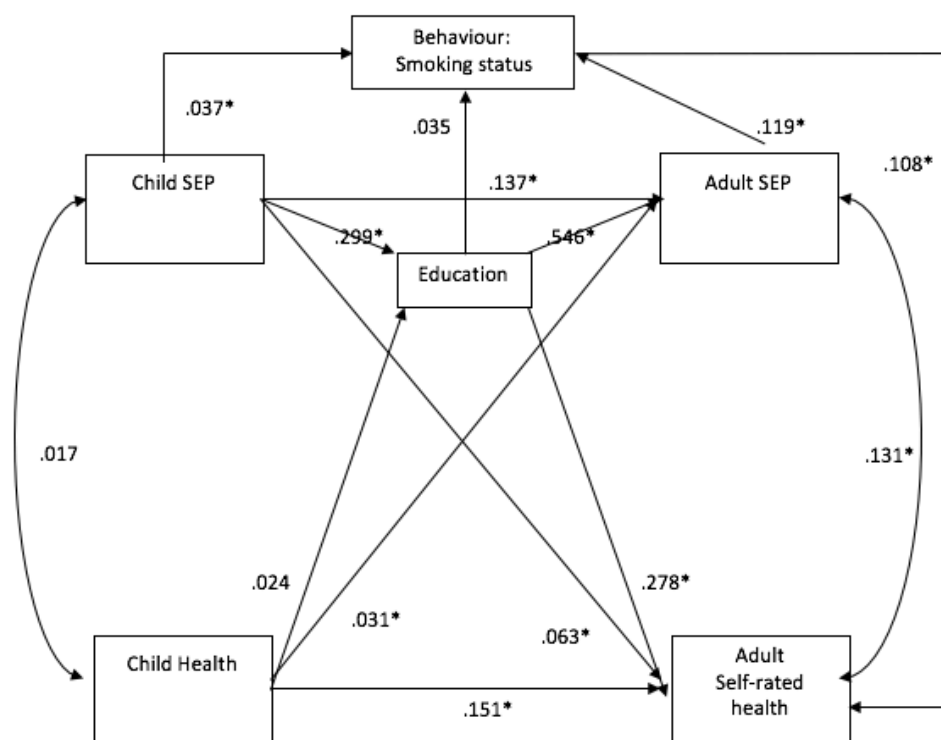 Behaviour:
Smoking status
.037*
.035
.119*
.108*
Child SEP
.137*
Adult SEP
.299*
.546*
Education
.017
.131*
.024
.031*
.063*
.278*
Child Health
.151*
Adult
Self-rated
health